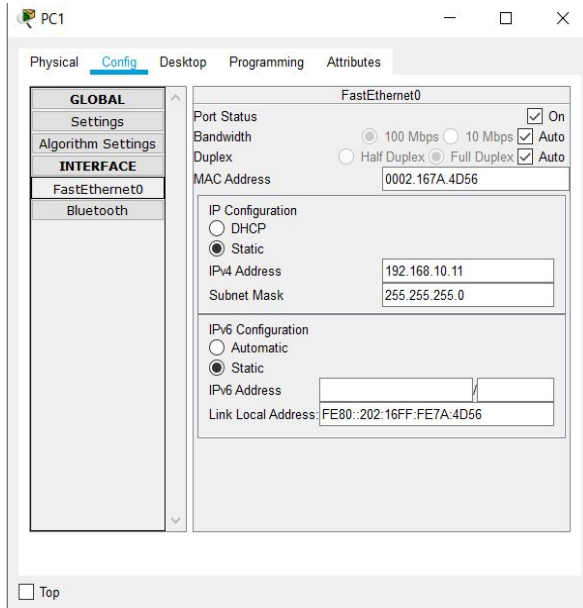 PC1
Physical Config Desktop Programming Attributes
GLOBAL
Settings
Algorithm Settings
INTERFACE
FastEthernet0
Bluetooth
FastEthernet0
Port Status On
Bandwidth 100 Mbps 10 Mbps Auto
Duplex Half Duplex Full Duplex Auto
MAC Address 0002.167A.4D56
IP Configuration
DHCP
Static
IPv4 Address 192.168.10.11
Subnet Mask 255.255.255.0
IPv6 Configuration
Automatic
Static
IPv6 Address /
Link Local Address: FE80::202:16FF:FE7A:4D56
Top